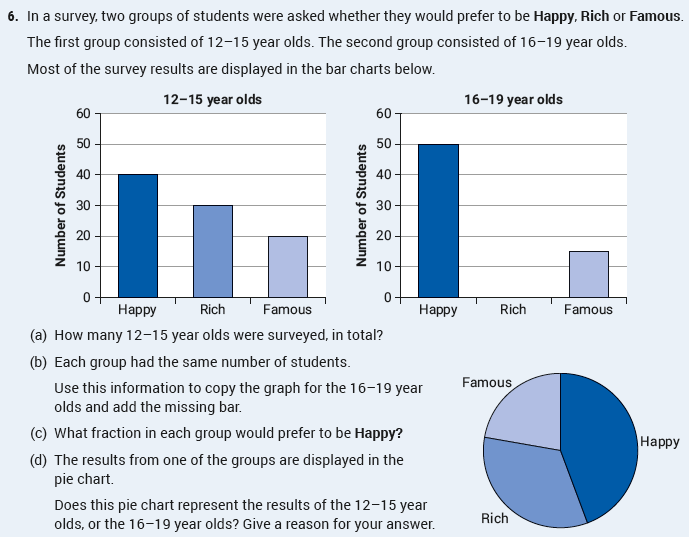 6. In a survey, two groups of students were asked whether they would prefer to be Happy, Rich or Famous.
The first group consisted of 12–15 year olds. The second group consisted of 16–19 year olds.
Most of the survey results are displayed in the bar charts below.
12–15 year olds
60
50
40
30
20
10
0
Number of Students
Happy Rich Famous
16–19 year olds
60
50
40
30
20
10
0
Number of Students
Happy Rich Famous
(a) How many 12–15 year olds were surveyed, in total?
(b) Each group had the same number of students.
Use this information to copy the graph for the 16–19 year
olds and add the missing bar.
(c) What fraction in each group would prefer to be Happy?
(d) The results from one of the groups are displayed in the
pie chart.
Does this pie chart represent the results of the 12–15 year
olds, or the 16–19 year olds? Give a reason for your answer.
Famous
Happy
Rich